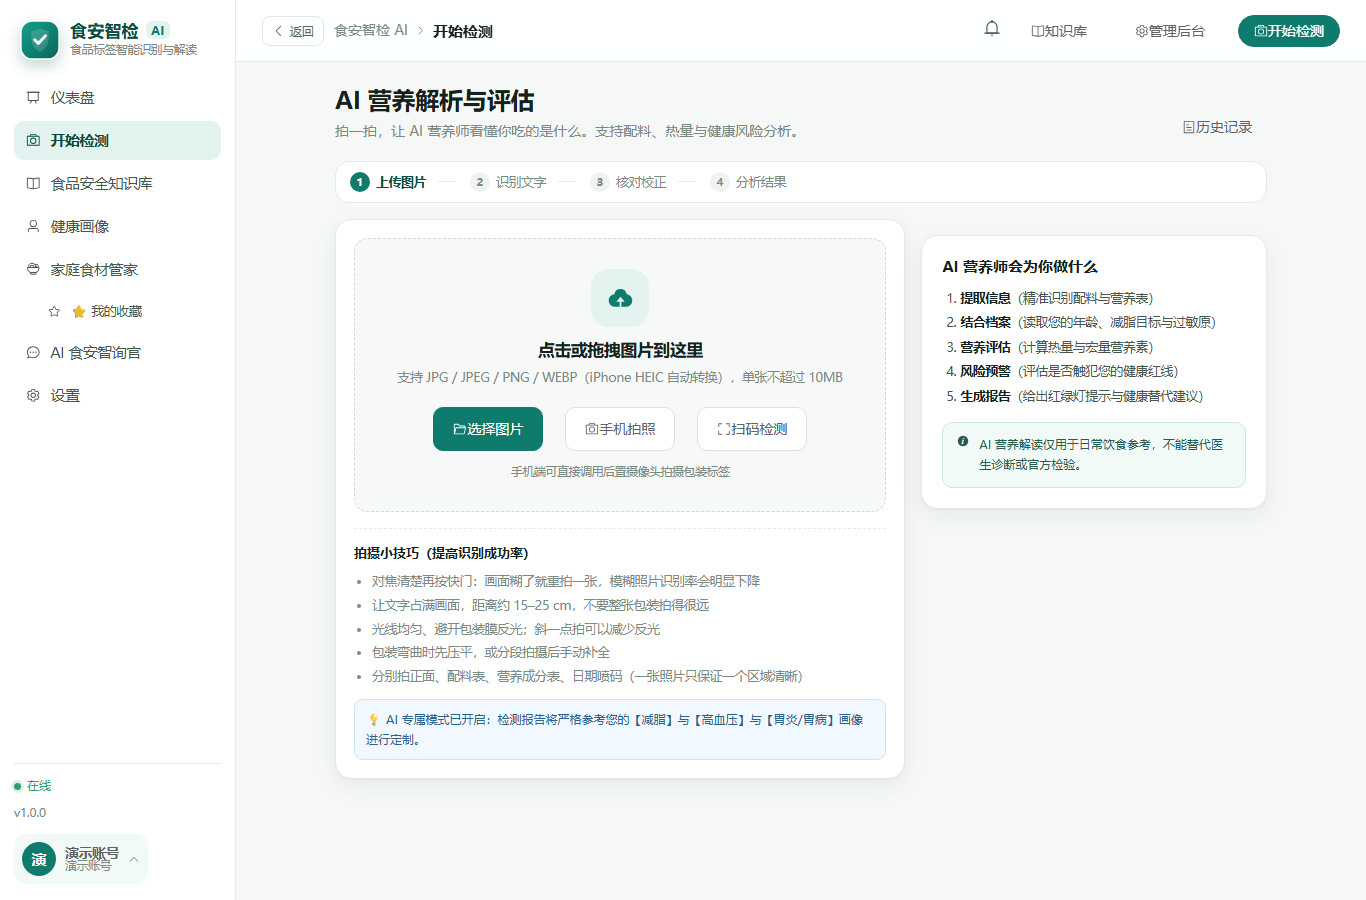 食安智检 AI
食品标签智能识别与解读
仪表盘
开始检测
食品安全知识库
健康画像
家庭食材管家
我的收藏
AI 食安智询官
设置
在线
v1.0.0
演
演示账号
演示账号
返回
食安智检 AI
开始检测
知识库
管理后台
开始检测
AI 营养解析与评估
拍一拍，让 AI 营养师看懂你吃的是什么。支持配料、热量与健康风险分析。
历史记录
1 上传图片
2 识别文字
3 核对校正
4 分析结果
点击或拖拽图片到这里
支持 JPG / JPEG / PNG / WEBP（iPhone HEIC 自动转换），单张不超过 10MB
选择图片
手机拍照
扫码检测
手机端可直接调用后置摄像头拍摄包装标签
拍摄小技巧（提高识别成功率）
• 对焦清楚再按快门：画面糊了就重拍一张，模糊照片识别率会明显下降
• 让文字占满画面，距离约 15–25 cm，不要整张包装拍得很远
• 光线均匀、避开包装膜反光；斜一点拍可以减少反光
• 包装弯曲时先压平，或分段拍摄后手动补全
• 分别拍正面、配料表、营养成分表、日期喷码（一张照片只保证一个区域清晰）
AI 专属模式已开启：检测报告将严格参考您的【减脂】与【高血压】与【胃炎/胃病】画像
进行定制。
AI 营养师会为你做什么
1. 提取信息（精准识别配料与营养表）
2. 结合档案（读取您的年龄、减脂目标与过敏原）
3. 营养评估（计算热量与宏量营养素）
4. 风险预警（评估是否触犯您的健康红线）
5. 生成报告（给出红绿灯提示与健康替代建议）
AI 营养解读仅用于日常饮食参考，不能替代医
生诊断或官方检验。